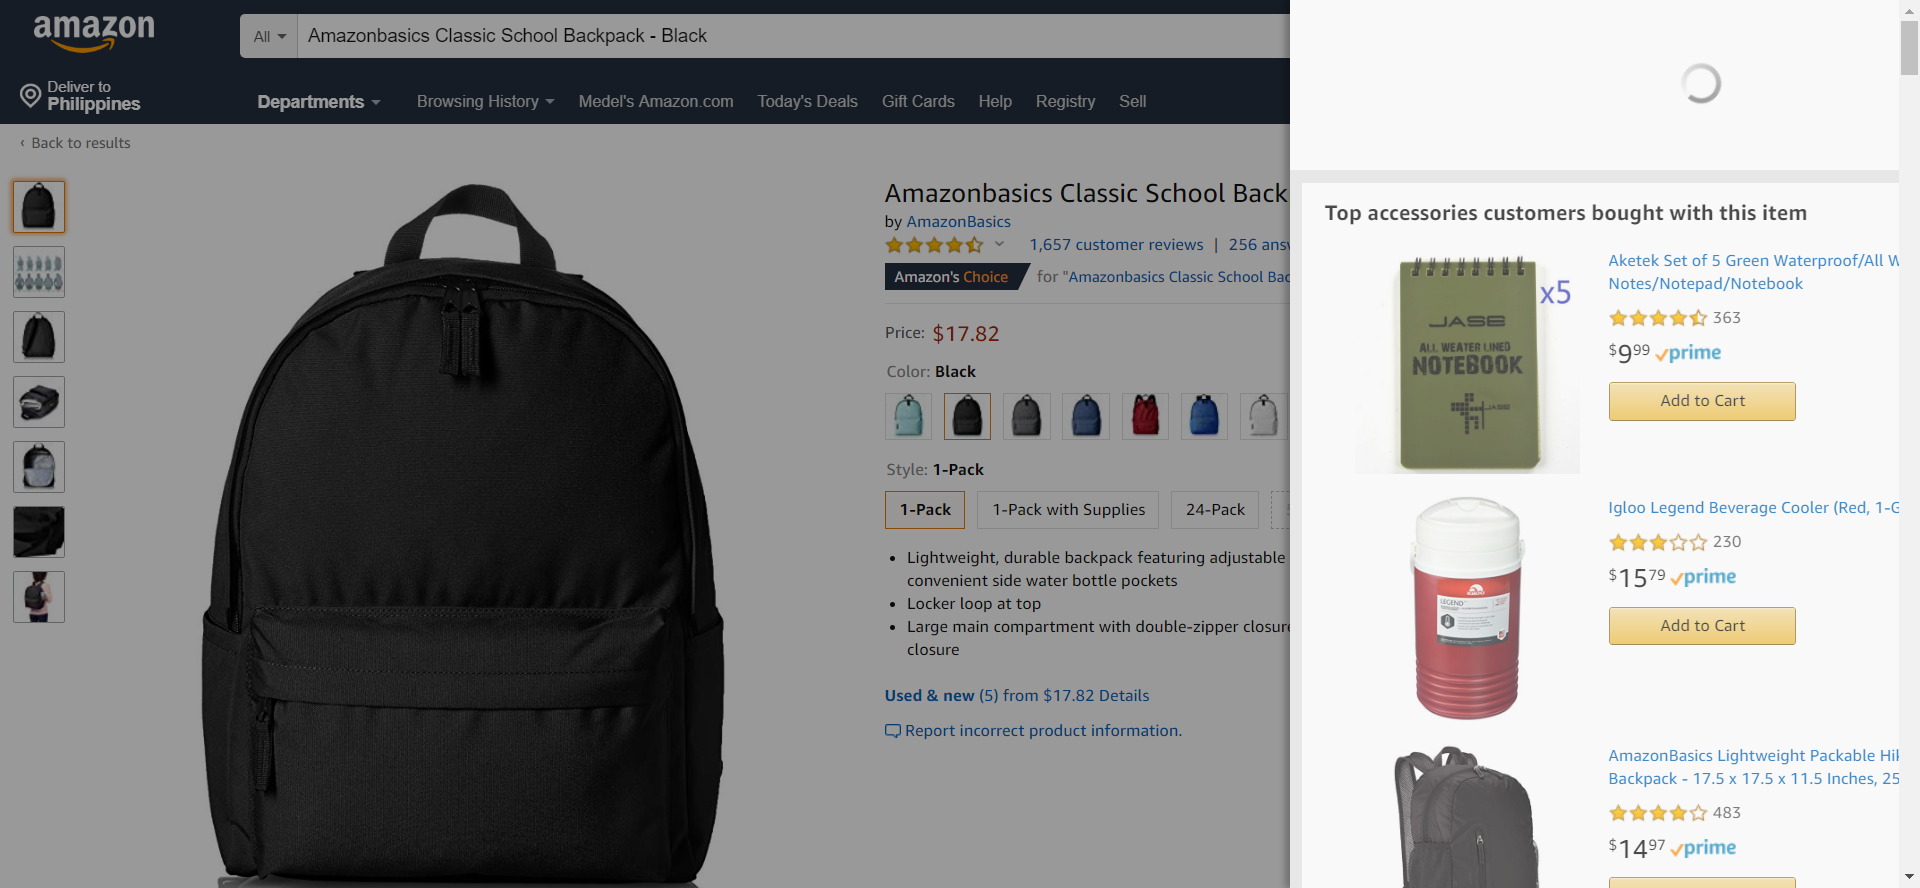 amazon
All
Amazonbasics Classic School Backpack - Black
Deliver to
Philippines
Departments
Browsing History
Medel's Amazon.com
Today's Deals
Gift Cards
Help
Registry
Sell
‹ Back to results
Amazonbasics Classic School Back
by AmazonBasics
1,657 customer reviews | 256 ans
Amazon's Choice for "Amazonbasics Classic School Bac
Price: $17.82
Color: Black
Style: 1-Pack
1-Pack
1-Pack with Supplies
24-Pack
• Lightweight, durable backpack featuring adjustable
convenient side water bottle pockets
• Locker loop at top
• Large main compartment with double-zipper closure
closure
Used & new (5) from $17.82 Details
Report incorrect product information.
Top accessories customers bought with this item
x5
JASE
ALL WEATER LINED
NOTEBOOK
JASE
Aketek Set of 5 Green Waterproof/All W
Notes/Notepad/Notebook
363
$9 99 prime
Add to Cart
LEGEND
Igloo Legend Beverage Cooler (Red, 1-G
230
$15 79 prime
Add to Cart
AmazonBasics Lightweight Packable Hik
Backpack - 17.5 x 17.5 x 11.5 Inches, 25
483
$14 97 prime